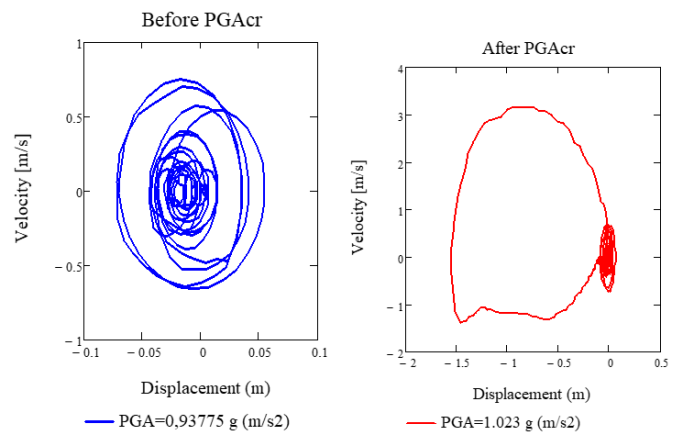 Before PGAcr
1
0.5
0
− 0.5
− 1
− 0.1
− 0.05
0
0.05
0.1
Velocity [m/s]
Displacement (m)
PGA=0,93775 g (m/s2)
After PGAcr
4
3
2
1
0
− 1
− 2
− 2
− 1.5
− 1
− 0.5
0
0.5
Velocity [m/s]
Displacement (m)
PGA=1.023 g (m/s2)